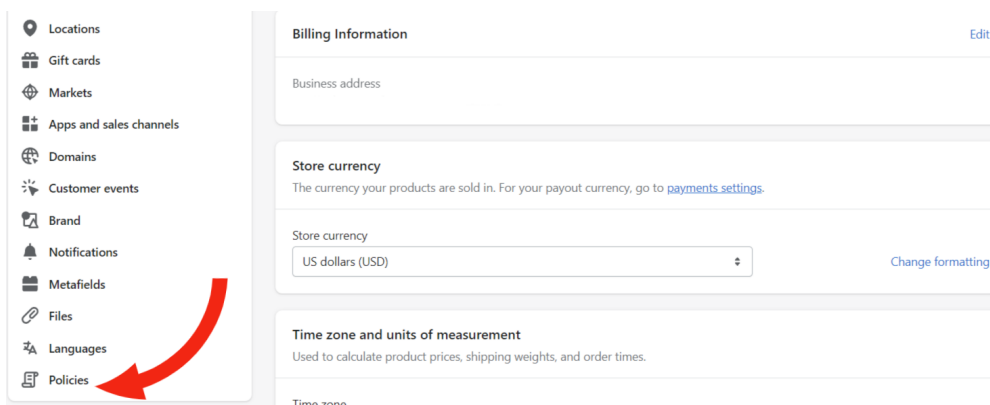 Locations
Gift cards
Markets
Apps and sales channels
Domains
Customer events
Brand
Notifications
Metafields
Files
Languages
Policies
Billing Information
Edit
Business address
Store currency
The currency your products are sold in. For your payout currency, go to payments settings.
Store currency
US dollars (USD)
Change formatting
Time zone and units of measurement
Used to calculate product prices, shipping weights, and order times.
Time zone